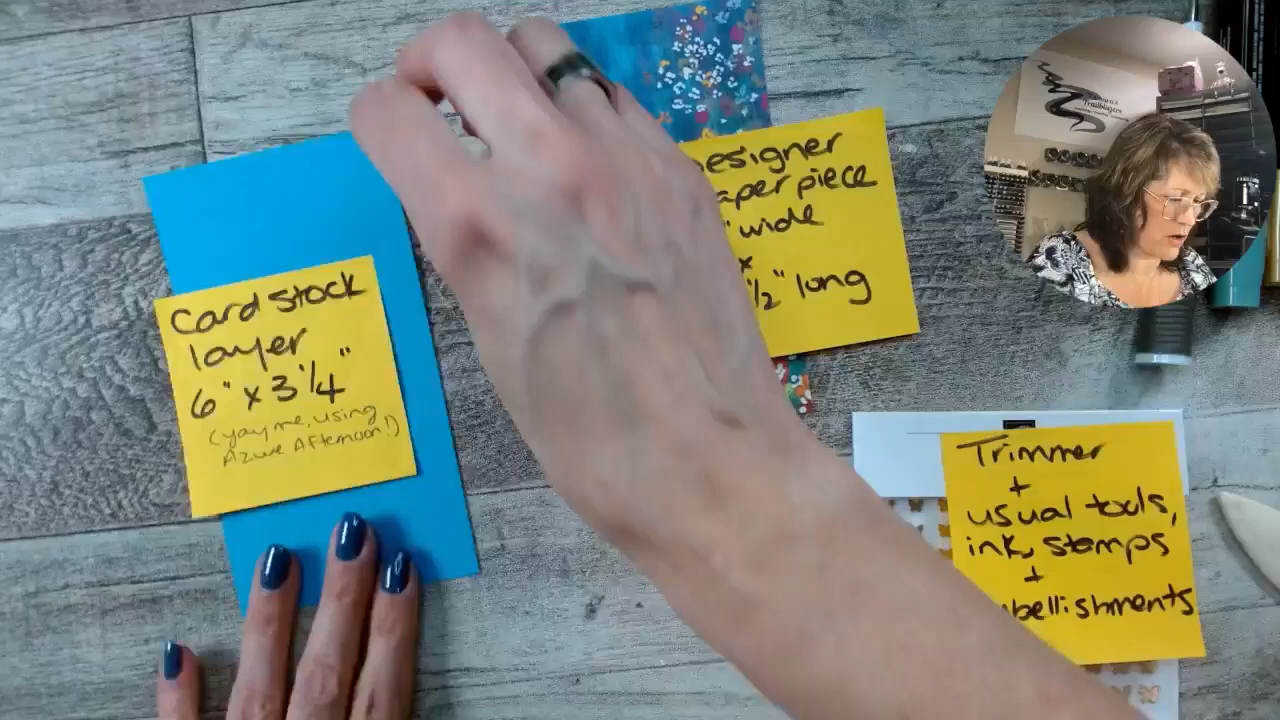 Card stock
layer
6" x 3 1/4"
(yay me, using
Azure Afternoon!)
esigner
aper piece
" wide
x
1/2" long
Trimmer
+
usual tools,
ink, stamps
+
bellishments
Trailblazers